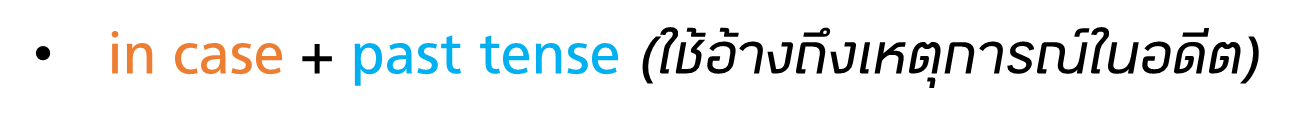 • in case + past tense (ใช้อ้างถึงเหตุการณ์ในอดีต)